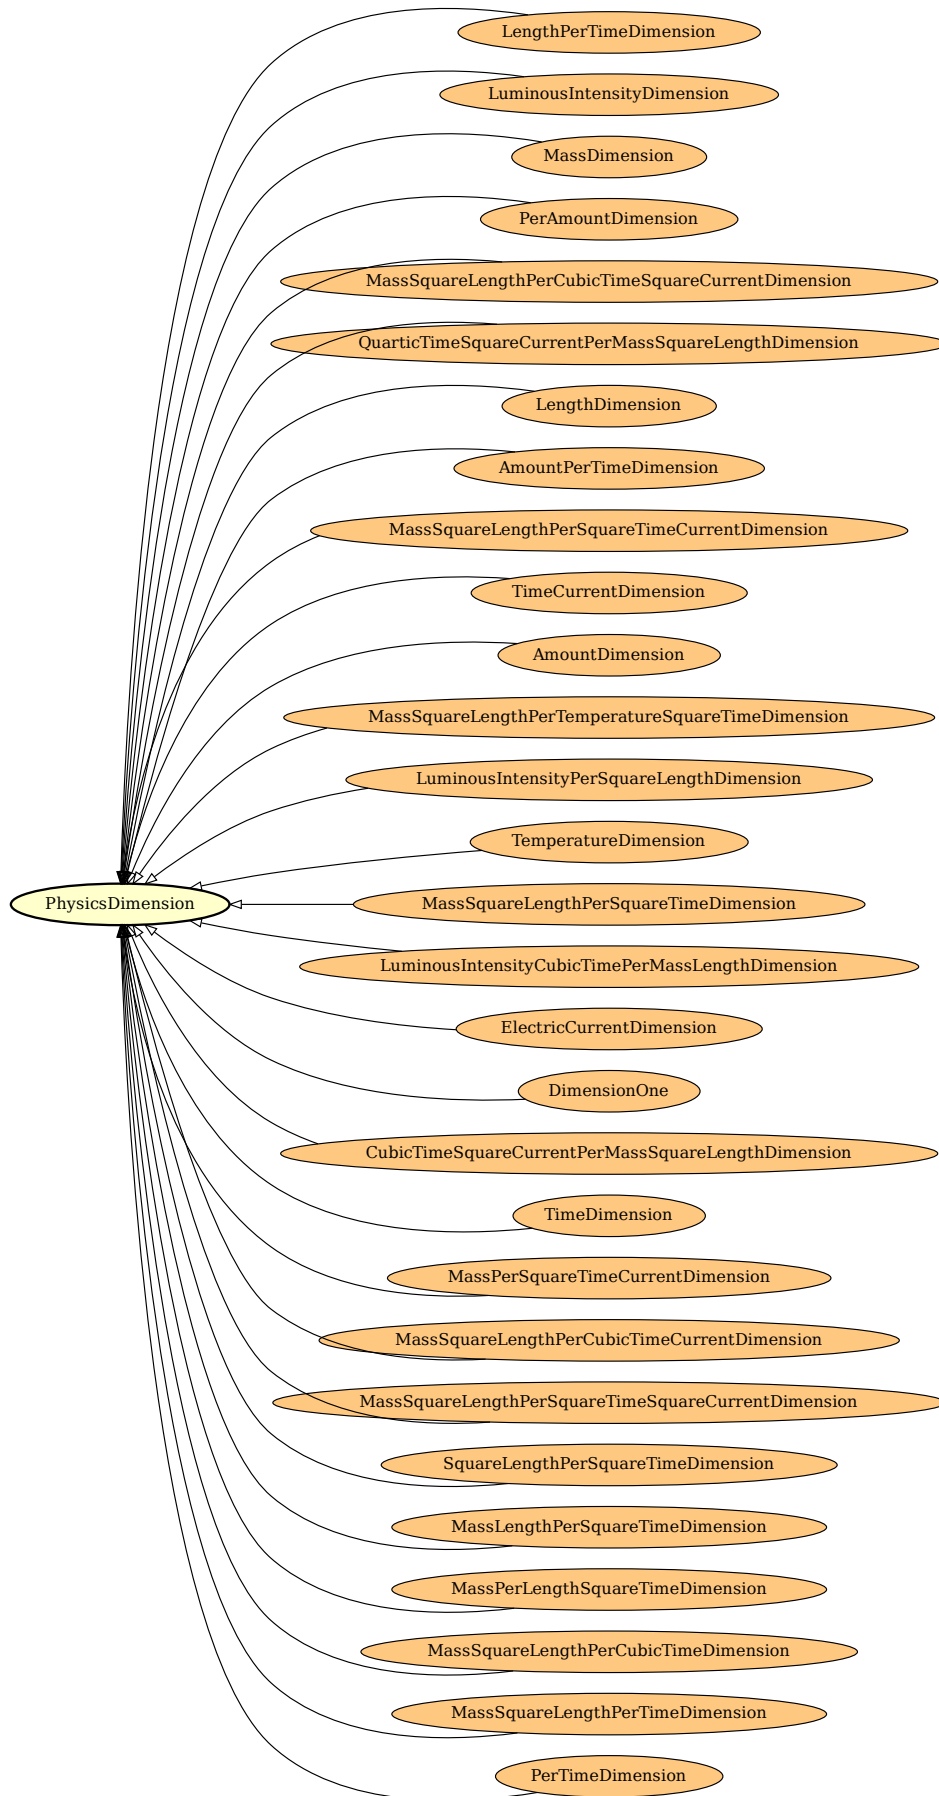 LengthPerTimeDimension
LuminousIntensityDimension
MassDimension
PerAmountDimension
MassSquareLengthPerCubicTimeSquareCurrentDimension
QuarticTimeSquareCurrentPerMassSquareLengthDimension
LengthDimension
AmountPerTimeDimension
MassSquareLengthPerSquareTimeCurrentDimension
TimeCurrentDimension
AmountDimension
MassSquareLengthPerTemperatureSquareTimeDimension
LuminousIntensityPerSquareLengthDimension
TemperatureDimension
PhysicsDimension
MassSquareLengthPerSquareTimeDimension
LuminousIntensityCubicTimePerMassLengthDimension
ElectricCurrentDimension
DimensionOne
CubicTimeSquareCurrentPerMassSquareLengthDimension
TimeDimension
MassPerSquareTimeCurrentDimension
MassSquareLengthPerCubicTimeCurrentDimension
MassSquareLengthPerSquareTimeSquareCurrentDimension
SquareLengthPerSquareTimeDimension
MassLengthPerSquareTimeDimension
MassPerLengthSquareTimeDimension
MassSquareLengthPerCubicTimeDimension
MassSquareLengthPerTimeDimension
PerTimeDimension